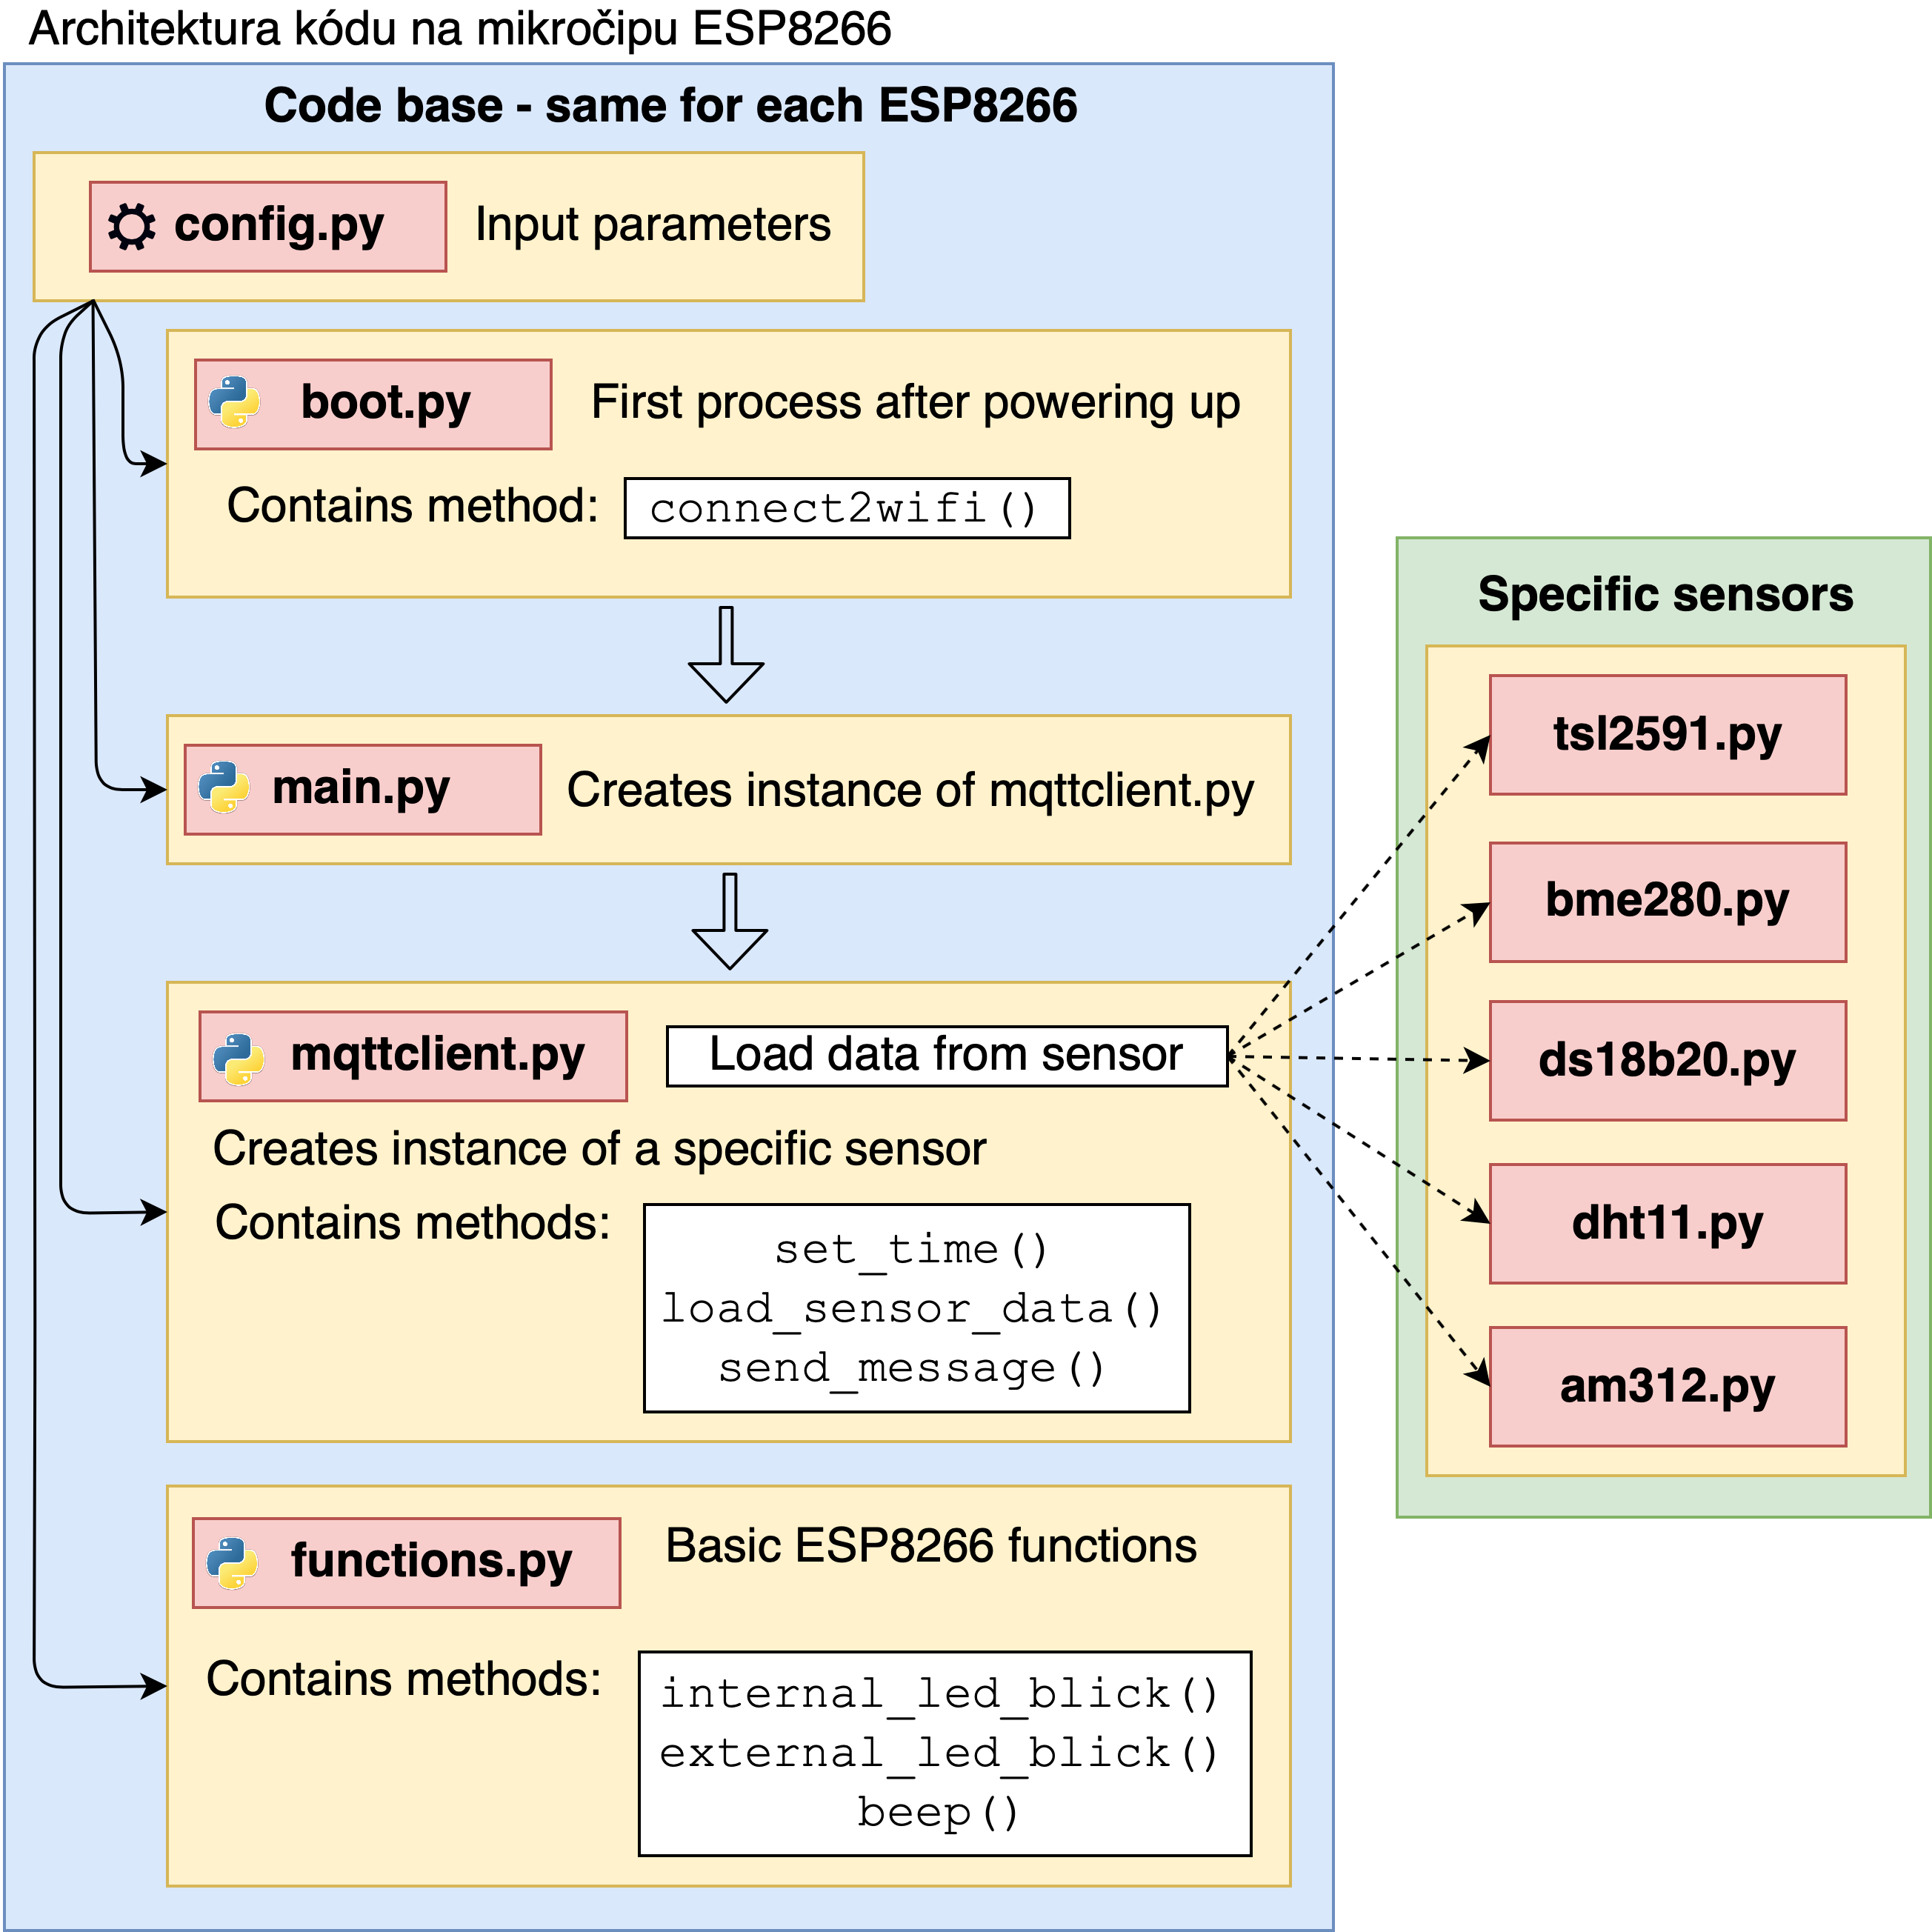 Architektura kódu na mikročipu ESP8266
Code base - same for each ESP8266
config.py
Input parameters
boot.py
First process after powering up
Contains method:
connect2wifi()
main.py
Creates instance of mqttclient.py
mqttclient.py
Load data from sensor
Creates instance of a specific sensor
Contains methods:
set_time()
load_sensor_data()
send_message()
functions.py
Basic ESP8266 functions
Contains methods:
internal_led_blick()
external_led_blick()
beep()
Specific sensors
tsl2591.py
bme280.py
ds18b20.py
dht11.py
am312.py